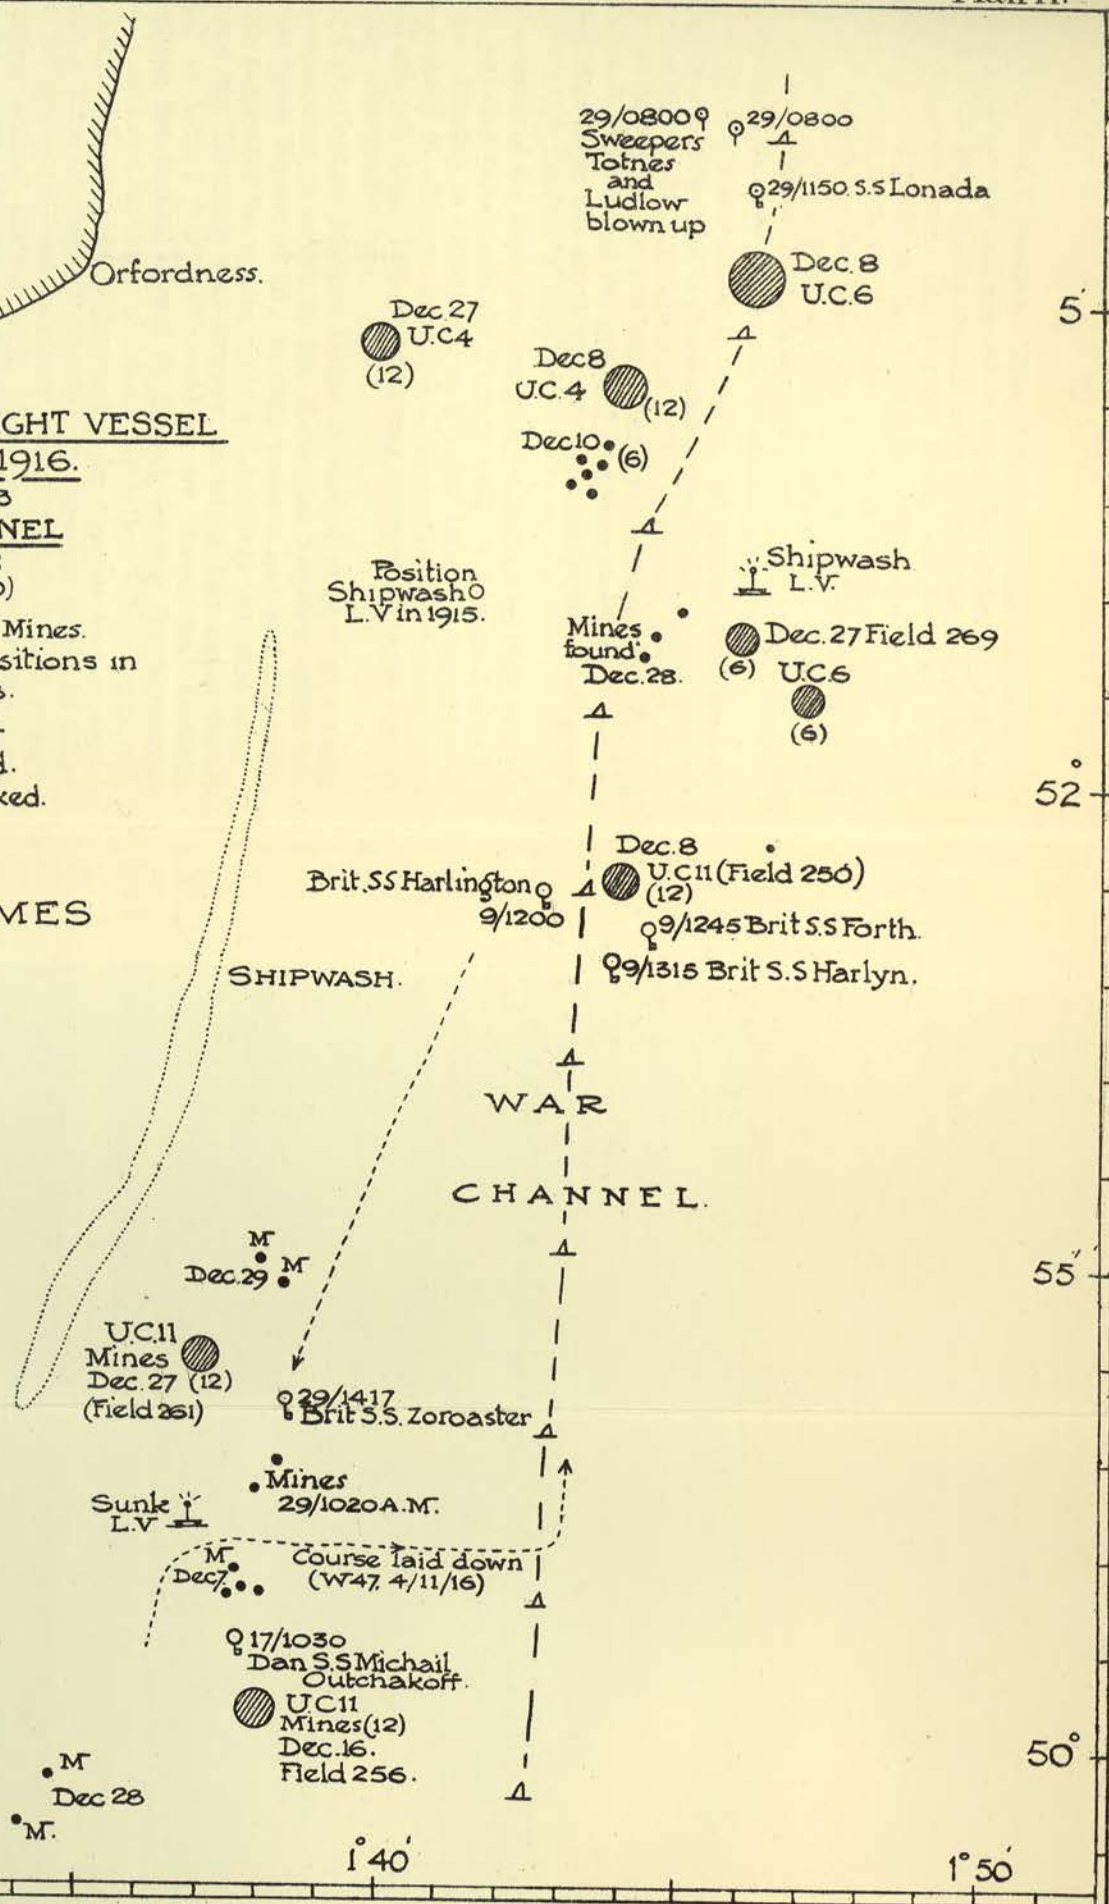 29/0800
Sweepers
Totnes
and
Ludlow
blown up
29/0800
29/1150. S.S Lonada
Orfordness.
Dec. 8
U.C.6
5'
Dec. 27
U.C4
(12)
Dec 8
U.C.4
(12)
Dec 10
(6)
GHT VESSEL
1916.
3
NEL
Mines.
sitions in
s.
d.
ked.
MES
Position
Shipwash
L.V in 1915.
Shipwash
L.V.
Mines
found
Dec. 28.
Dec. 27 Field 269
(6)
U.C.6
(6)
52°
Dec. 8
U.C11 (Field 250)
(12)
Brit. SS Harlington
9/1200
9/1245 Brit S.S Forth.
9/1315 Brit S.S Harlyn.
SHIPWASH.
WAR
CHANNEL.
M
M
Dec. 29
55'
U.C.11
Mines
Dec. 27 (12)
(Field 261)
29/1417
Brit S.S. Zoroaster
Mines
29/1020 A.M.
Sunk
L.V
M
Dec 7.
Course laid down
(W47. 4/11/16)
17/1030
Dan S.S Michail
Outchakoff.
U.C11
Mines (12)
Dec. 16.
Field 256.
50°
M
Dec 28
M.
1° 40'
1° 50'